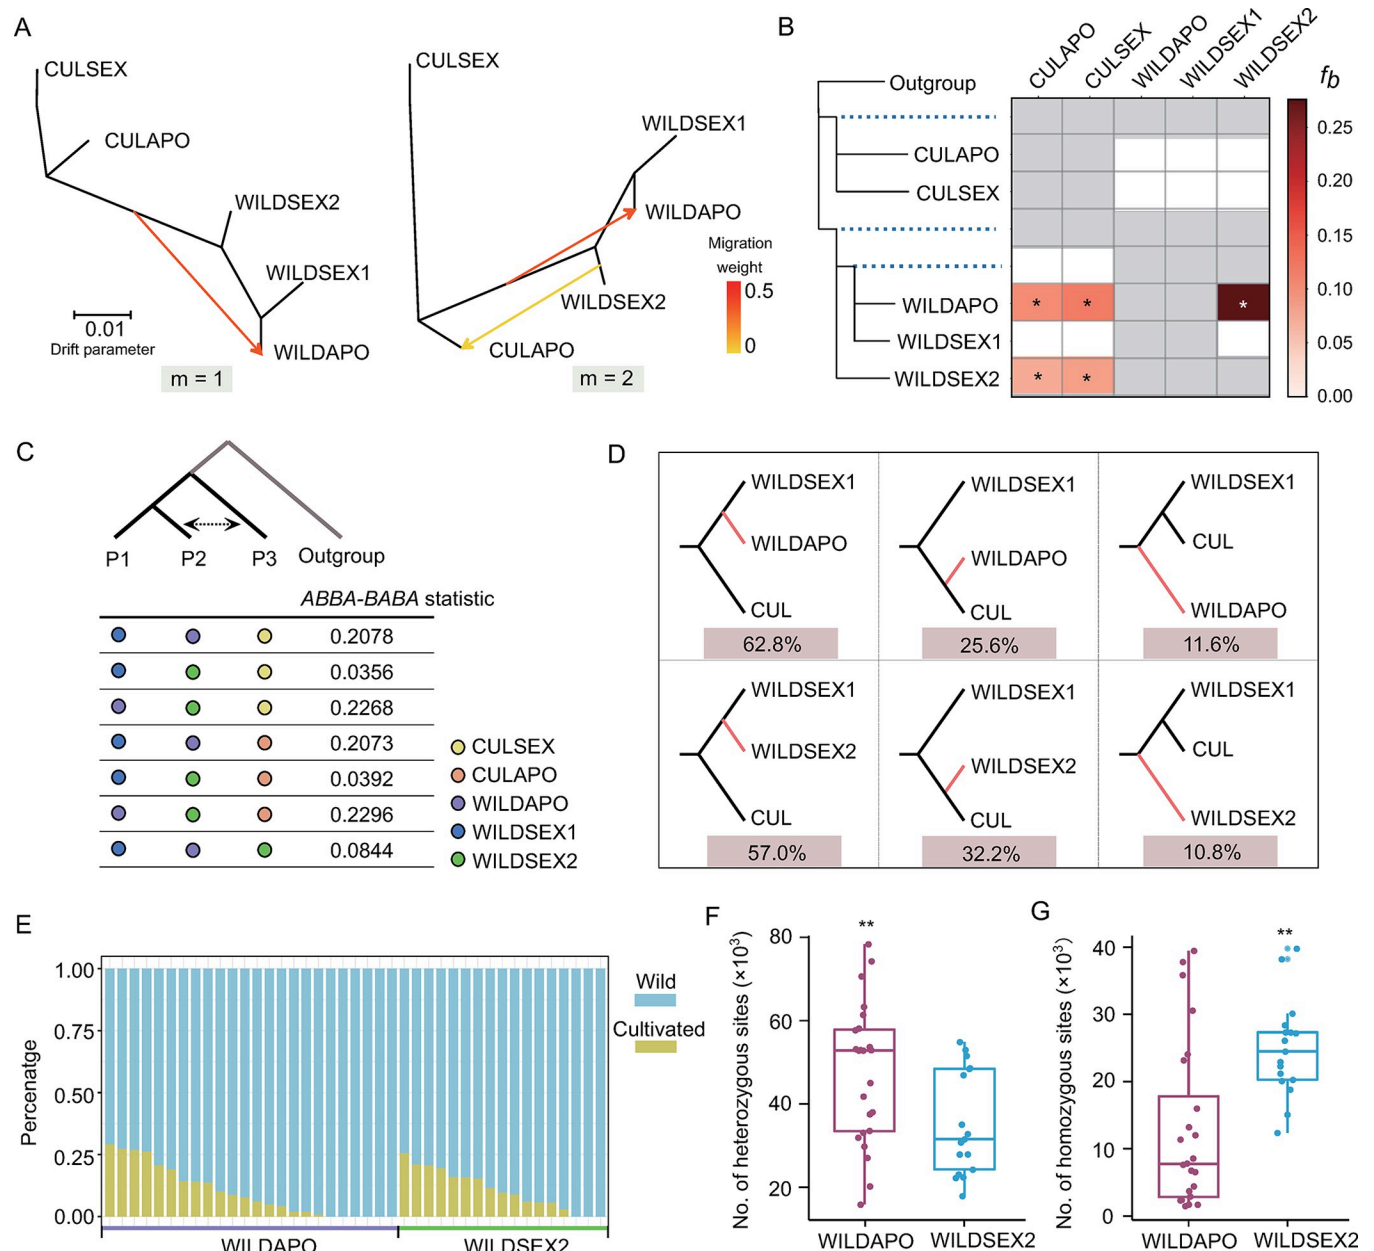 A
CULSEX
CULAPO
WILDSEX2
WILDSEX1
WILDAPO
0.01
Drift parameter
m = 1
CULSEX
WILDSEX1
WILDAPO
WILDSEX2
CULAPO
m = 2
Migration
weight
0.5
0
B
CULAPO
CULSEX
WILDAPO
WILDSEX1
WILDSEX2
fb
Outgroup
CULAPO
CULSEX
WILDAPO
WILDSEX1
WILDSEX2
* * *
* *
0.25
0.20
0.15
0.10
0.05
0.00
C
P1 P2 P3 Outgroup
ABBA-BABA statistic
0.2078
0.0356
0.2268
0.2073
0.0392
0.2296
0.0844
CULSEX
CULAPO
WILDAPO
WILDSEX1
WILDSEX2
D
WILDSEX1
WILDAPO
CUL
62.8%
WILDSEX1
WILDAPO
CUL
25.6%
WILDSEX1
CUL
WILDAPO
11.6%
WILDSEX1
WILDSEX2
CUL
57.0%
WILDSEX1
WILDSEX2
CUL
32.2%
WILDSEX1
CUL
WILDSEX2
10.8%
E
Percenatge
1.00
0.75
0.50
0.25
0.00
WILDAPO WILDSEX2
Wild
Cultivated
F
No. of heterozygous sites (×10³)
80
60
40
20
**
WILDAPO WILDSEX2
G
No. of homozygous sites (×10³)
40
30
20
10
0
**
WILDAPO WILDSEX2